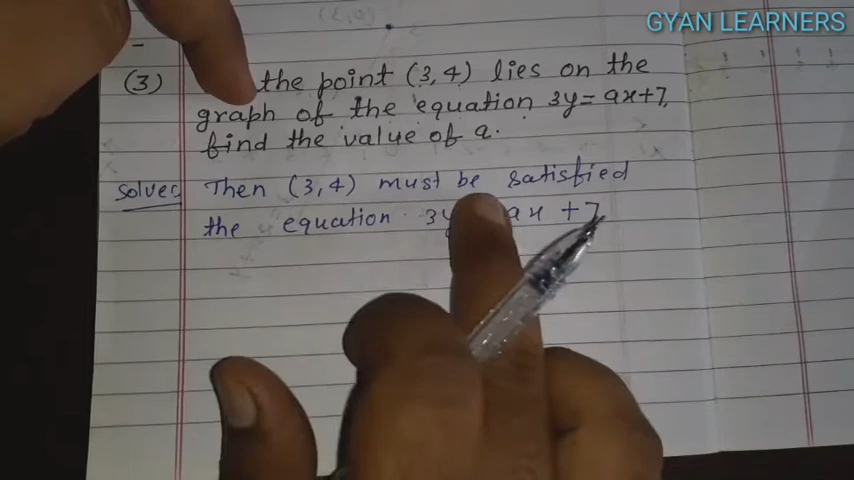 GYAN LEARNERS
(3) the point (3,4) lies on the
graph of the equation 3y = ax+7,
find the value of a.
Solve: Then (3,4) must be satisfied
the equation 3y ax +7